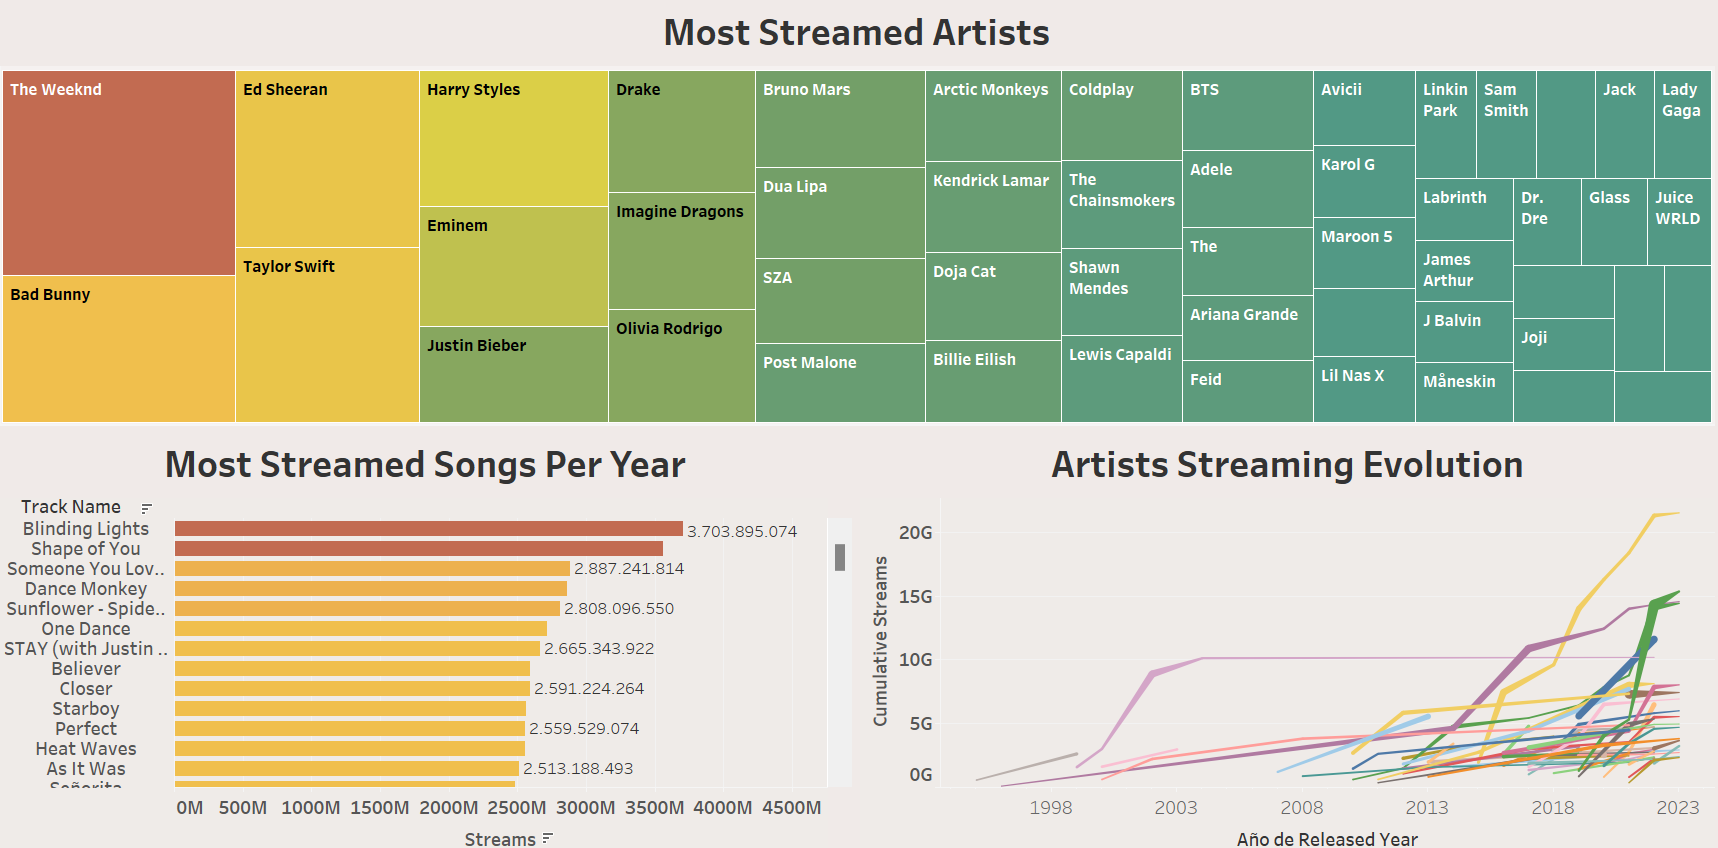 Most Streamed Artists
The Weeknd
Bad Bunny
Ed Sheeran
Taylor Swift
Harry Styles
Eminem
Justin Bieber
Drake
Imagine Dragons
Olivia Rodrigo
Bruno Mars
Dua Lipa
SZA
Post Malone
Arctic Monkeys
Kendrick Lamar
Doja Cat
Billie Eilish
Coldplay
The
Chainsmokers
Shawn
Mendes
Lewis Capaldi
BTS
Adele
The
Ariana Grande
Feid
Avicii
Karol G
Maroon 5
Lil Nas X
Linkin
Park
Sam
Smith
Jack
Lady
Gaga
Labrinth
James
Arthur
J Balvin
Måneskin
Dr.
Dre
Glass
Juice
WRLD
Joji
Most Streamed Songs Per Year
Track Name
Blinding Lights 3.703.895.074
Shape of You
Someone You Lov.. 2.887.241.814
Dance Monkey
Sunflower - Spide.. 2.808.096.550
One Dance
STAY (with Justin .. 2.665.343.922
Believer
Closer 2.591.224.264
Starboy
Perfect 2.559.529.074
Heat Waves
As It Was 2.513.188.493
Señorita
0M 500M 1000M 1500M 2000M 2500M 3000M 3500M 4000M 4500M
Streams
Artists Streaming Evolution
Cumulative Streams
20G
15G
10G
5G
0G
1998 2003 2008 2013 2018 2023
Año de Released Year